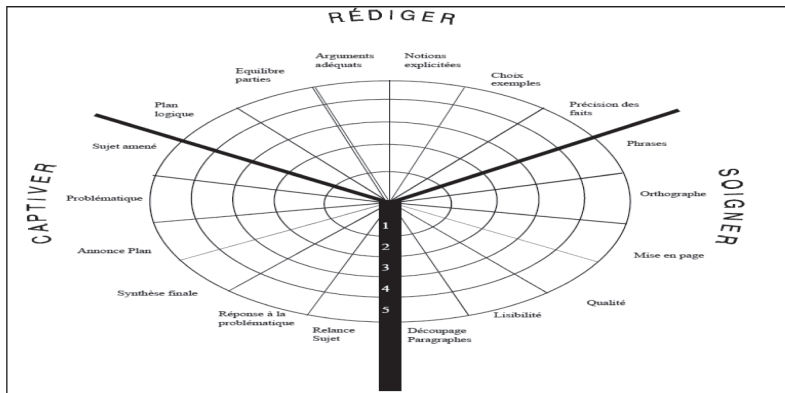 RÉDIGER
Arguments
adéquats
Notions
explicitées
Equilibre
parties
Choix
exemples
Plan
logique
Précision des
faits
Sujet amené
Phrases
CAPTIVER
SOIGNER
Problématique
Orthographe
Annonce Plan
Mise en page
Synthèse finale
Qualité
Réponse à la
problématique
Relance
Sujet
Découpage
Paragraphes
Lisibilité
1
2
3
4
5